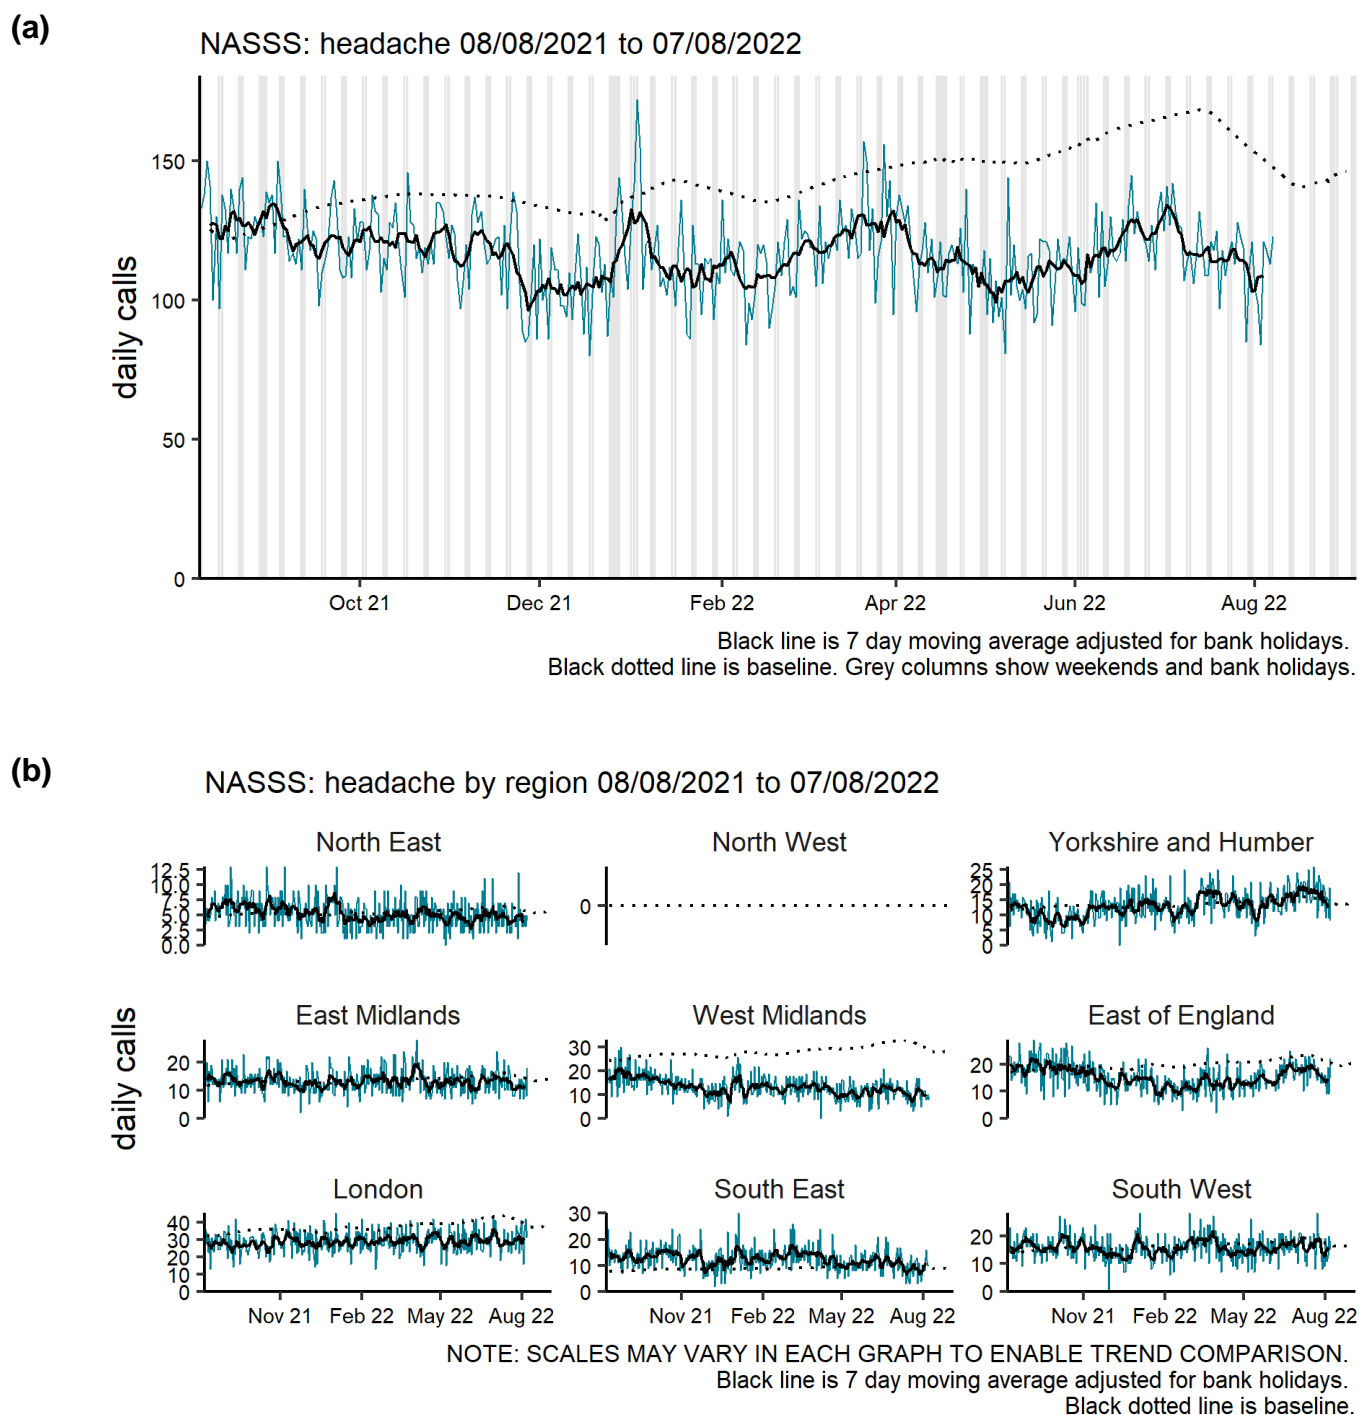 (a)
NASSS: headache 08/08/2021 to 07/08/2022
daily calls
150
100
50
0
Oct 21 Dec 21 Feb 22 Apr 22 Jun 22 Aug 22
Black line is 7 day moving average adjusted for bank holidays.
Black dotted line is baseline. Grey columns show weekends and bank holidays.
(b)
NASSS: headache by region 08/08/2021 to 07/08/2022
daily calls
North East
12.5
10.0
7.5
5.0
2.5
0.0
North West
0
Yorkshire and Humber
25
20
15
10
5
0
East Midlands
20
10
0
West Midlands
30
20
10
0
East of England
20
10
0
London
40
30
20
10
0
South East
30
20
10
0
South West
20
10
0
Nov 21 Feb 22 May 22 Aug 22
Nov 21 Feb 22 May 22 Aug 22
Nov 21 Feb 22 May 22 Aug 22
NOTE: SCALES MAY VARY IN EACH GRAPH TO ENABLE TREND COMPARISON.
Black line is 7 day moving average adjusted for bank holidays.
Black dotted line is baseline.